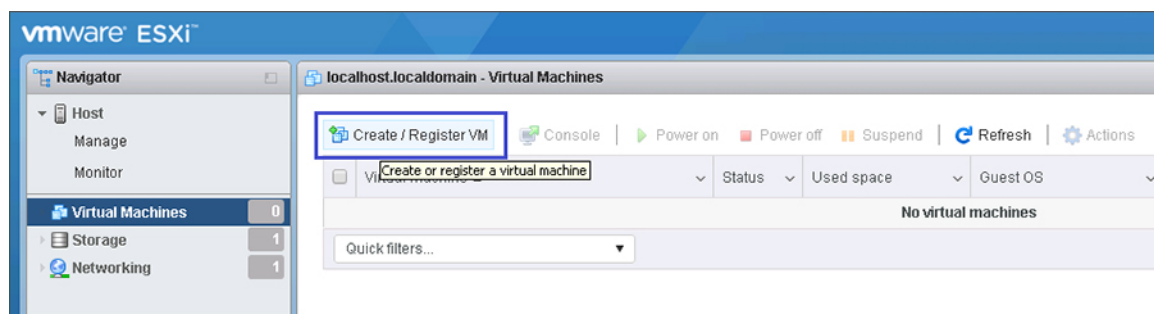 vmware ESXi™
Navigator
localhost.localdomain - Virtual Machines
Host
Manage
Monitor
Virtual Machines 0
Storage 1
Networking 1
Create / Register VM Console Power on Power off Suspend Refresh Actions
Create or register a virtual machine
Status Used space Guest OS
No virtual machines
Quick filters...